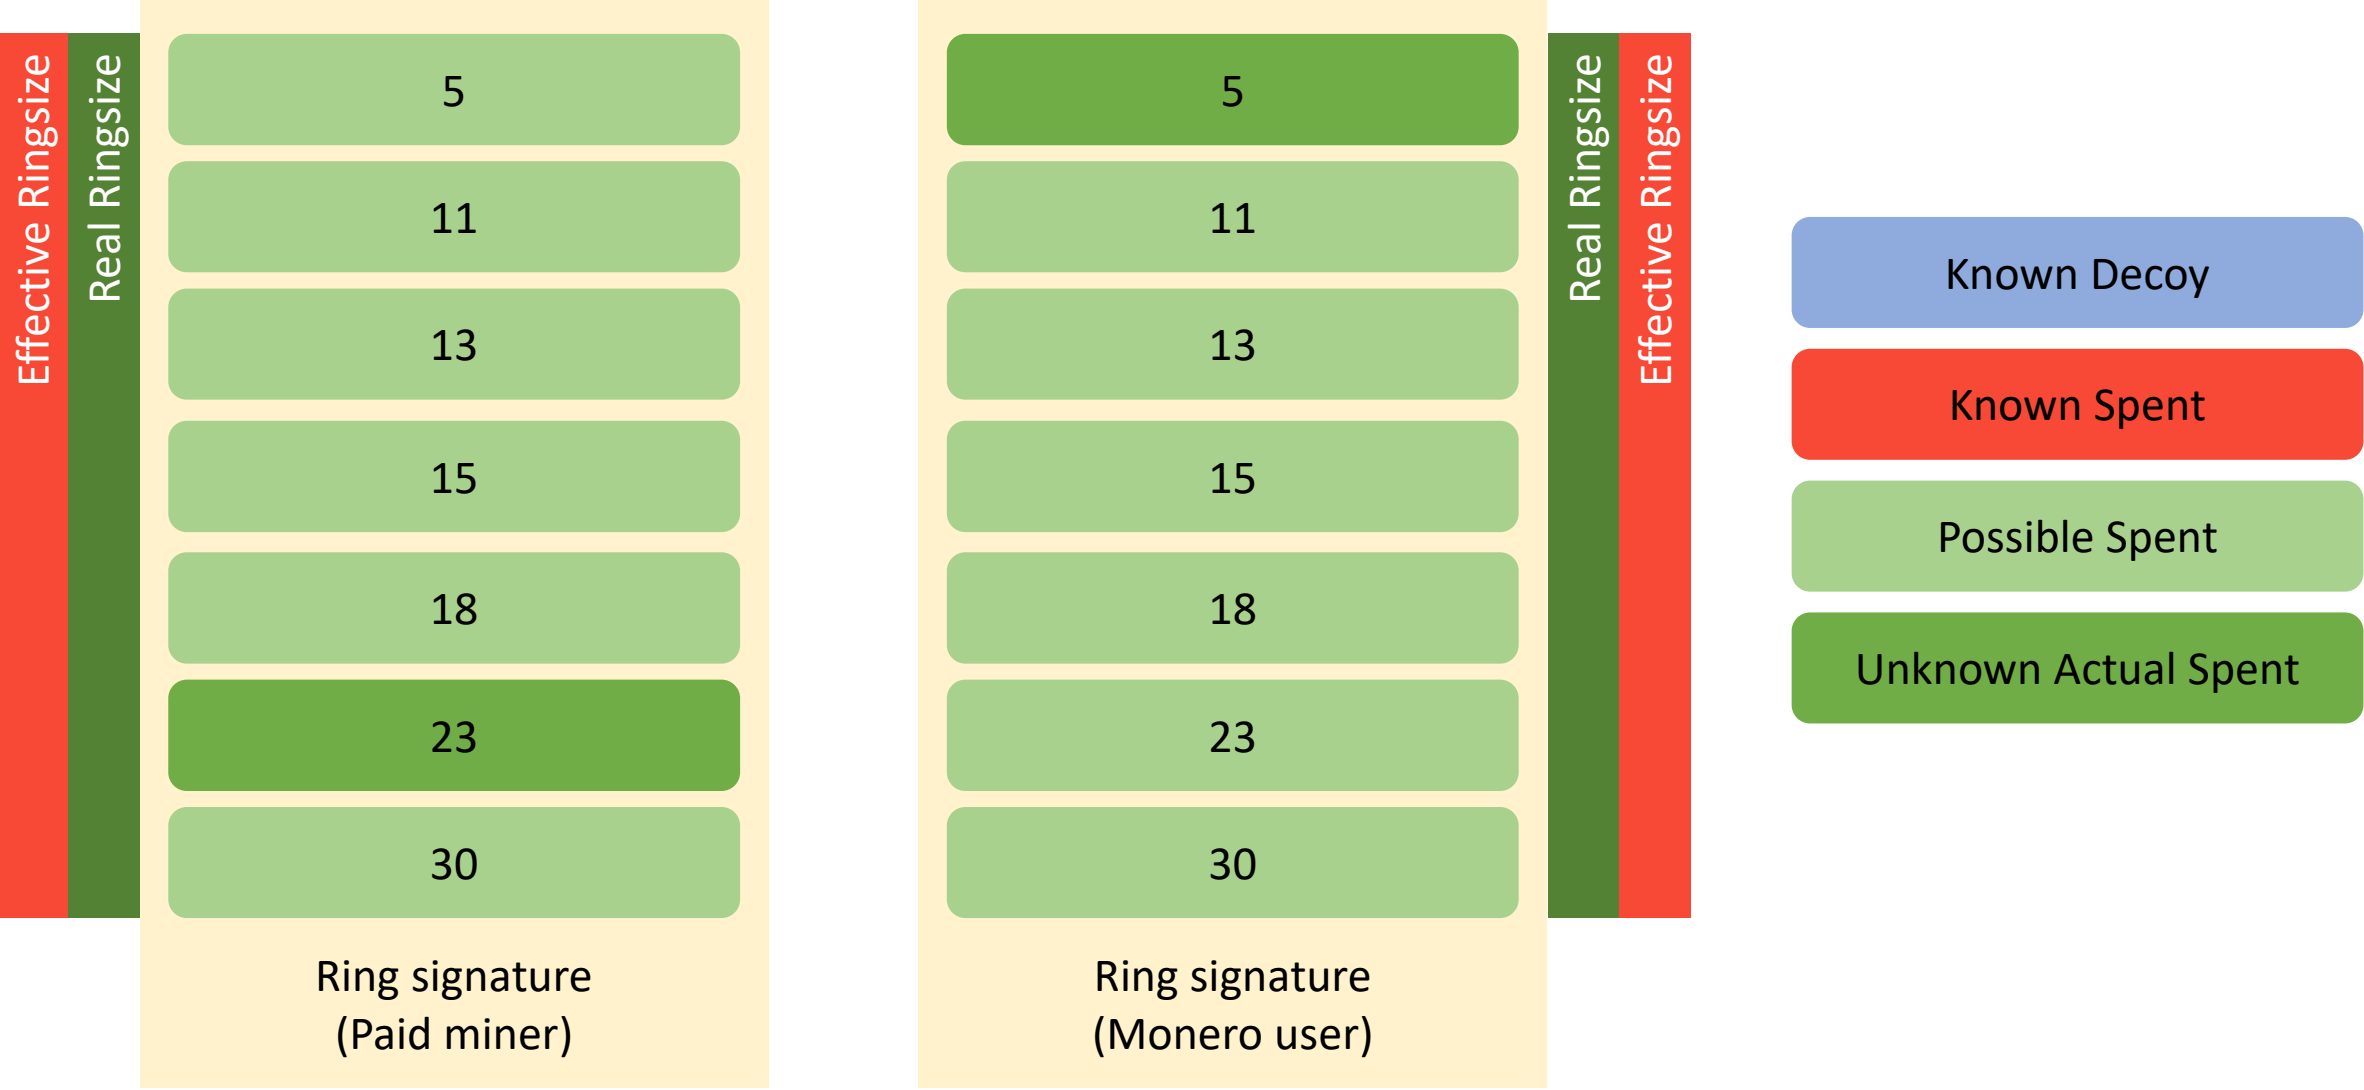 Effective Ringsize
Real Ringsize
5
11
13
15
18
23
30
Ring signature
(Paid miner)
5
11
13
15
18
23
30
Ring signature
(Monero user)
Real Ringsize
Effective Ringsize
Known Decoy
Known Spent
Possible Spent
Unknown Actual Spent